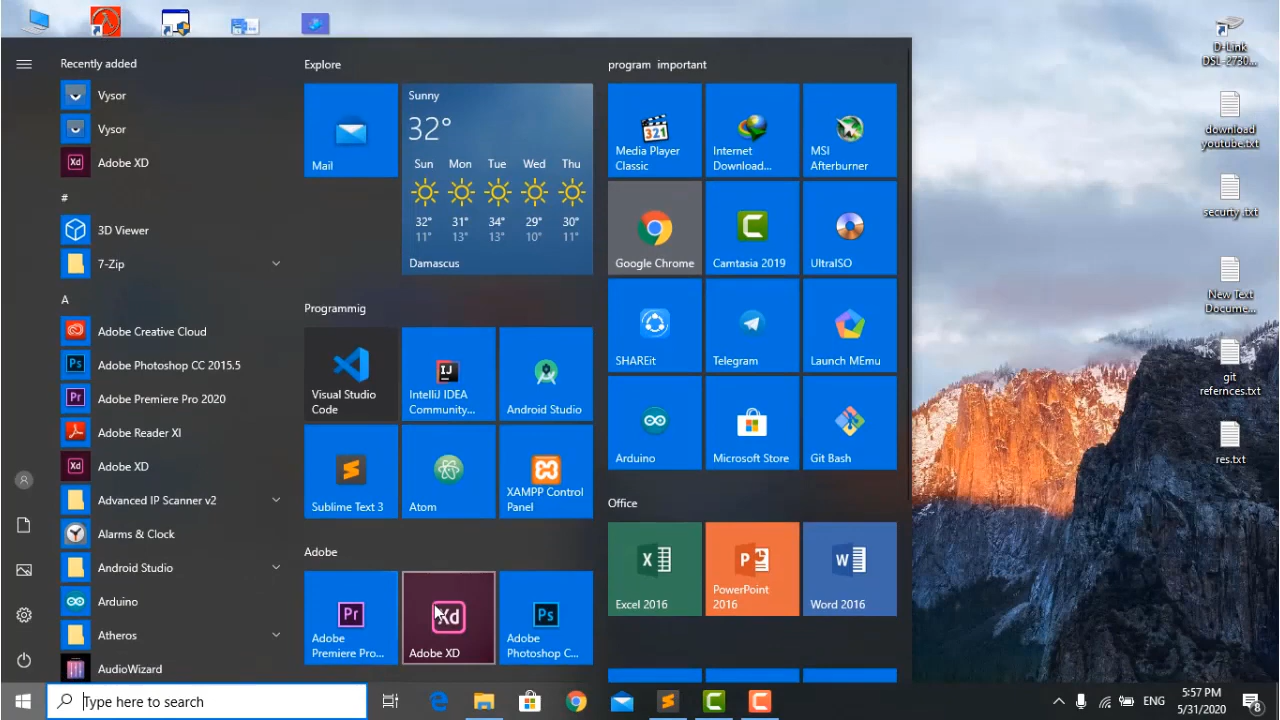 Recently added
Vysor
Vysor
Adobe XD
#
3D Viewer
7-Zip
A
Adobe Creative Cloud
Adobe Photoshop CC 2015.5
Adobe Premiere Pro 2020
Adobe Reader XI
Adobe XD
Advanced IP Scanner v2
Alarms & Clock
Android Studio
Arduino
Atheros
AudioWizard
Explore
Mail
Sunny
32°
Sun Mon Tue Wed Thu
32° 31° 34° 29° 30°
11° 13° 13° 10° 11°
Damascus
Programmig
Visual Studio
Code
IntelliJ IDEA
Community...
Android Studio
Sublime Text 3
Atom
XAMPP Control
Panel
Adobe
Pr
Adobe
Premiere Pro...
Xd
Adobe XD
Ps
Adobe
Photoshop C...
program important
Media Player
Classic
Internet
Download...
MSI
Afterburner
Google Chrome
Camtasia 2019
UltraISO
SHAREit
Telegram
Launch MEmu
Arduino
Microsoft Store
Git Bash
Office
Excel 2016
PowerPoint
2016
Word 2016
D-Link
DSL-2730...
download
youtube.txt
securty .txt
New Text
Docume...
git
refernces.txt
res.txt
Type here to search
ENG
5:57 PM
5/31/2020
8